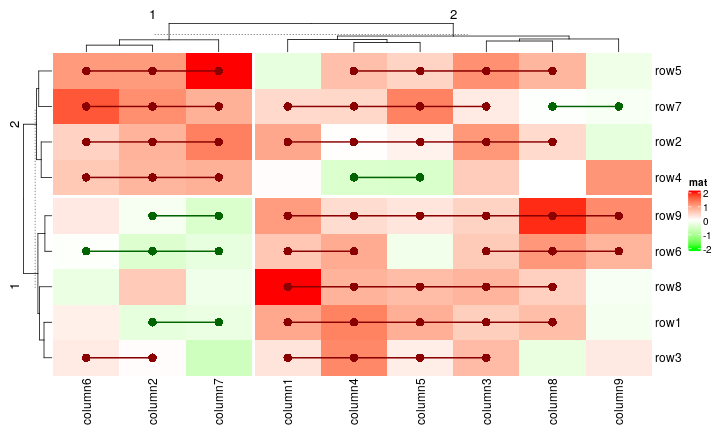 1 2
row5
row7
2
row2
row4
mat
2
1
0
-1
-2
row9
row6
1
row8
row1
row3
column6 column2 column7 column1 column4 column5 column3 column8 column9